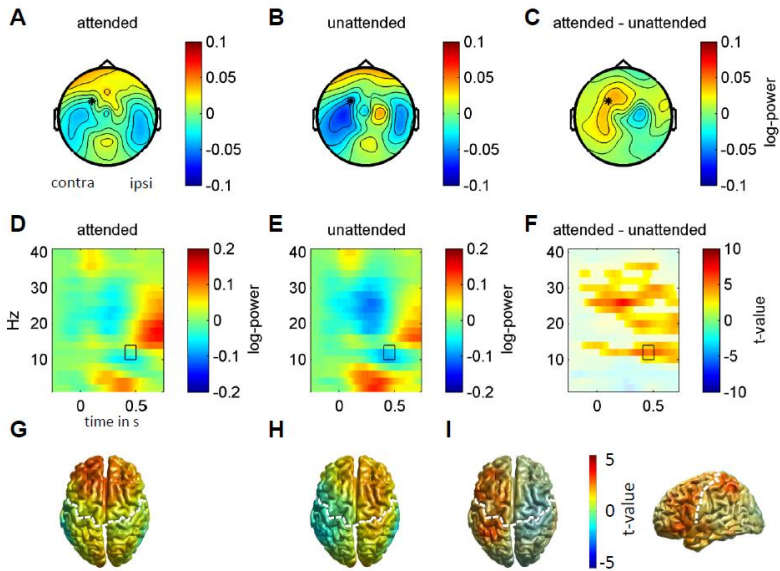 A attended
B unattended
C attended - unattended
0.1
0.05
0
-0.05
-0.1
0.1
0.05
0
-0.05
-0.1
0.1
0.05
0
-0.05
-0.1
log-power
contra
ipsi
D attended
E unattended
F attended - unattended
Hz
40
30
20
10
0
0.5
time in s
0.2
0.1
0
-0.1
-0.2
log-power
40
30
20
10
0
0.5
0.2
0.1
0
-0.1
-0.2
log-power
40
30
20
10
0
0.5
10
5
0
-5
-10
t-value
G
H
I
5
0
-5
t-value